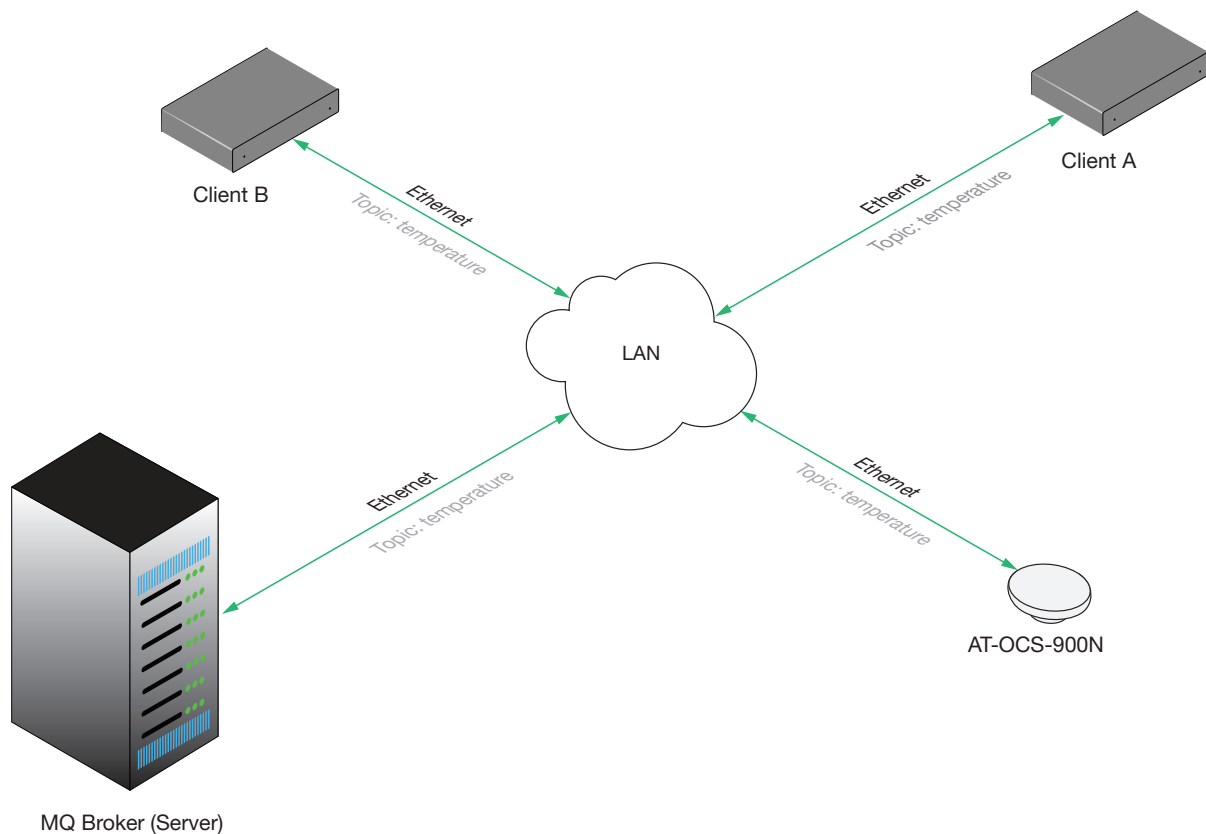 Client B
Client A
Ethernet
Topic: temperature
Ethernet
Topic: temperature
LAN
Ethernet
Topic: temperature
Ethernet
Topic: temperature
AT-OCS-900N
MQ Broker (Server)